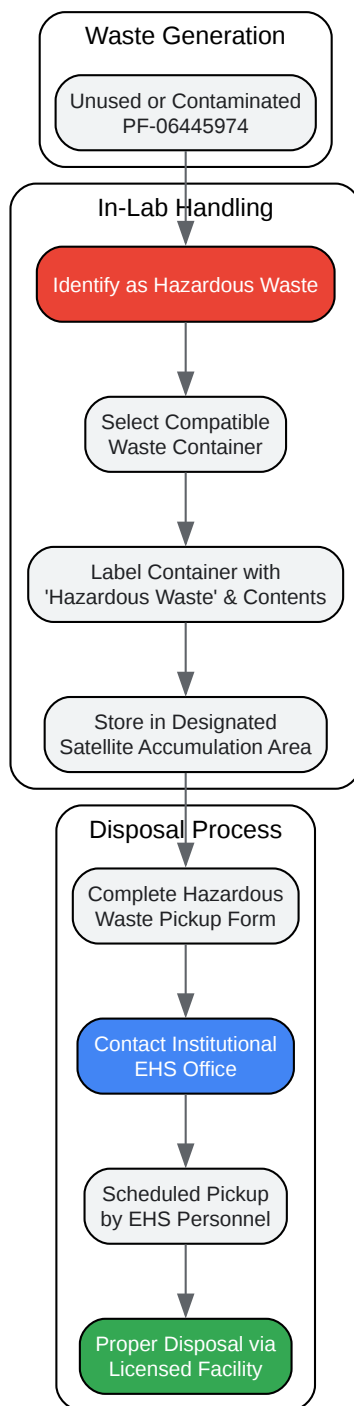 Waste Generation
Unused or Contaminated
PF-06445974
In-Lab Handling
Identify as Hazardous Waste
Select Compatible
Waste Container
Label Container with
'Hazardous Waste' & Contents
Store in Designated
Satellite Accumulation Area
Disposal Process
Complete Hazardous
Waste Pickup Form
Contact Institutional
EHS Office
Scheduled Pickup
by EHS Personnel
Proper Disposal via
Licensed Facility